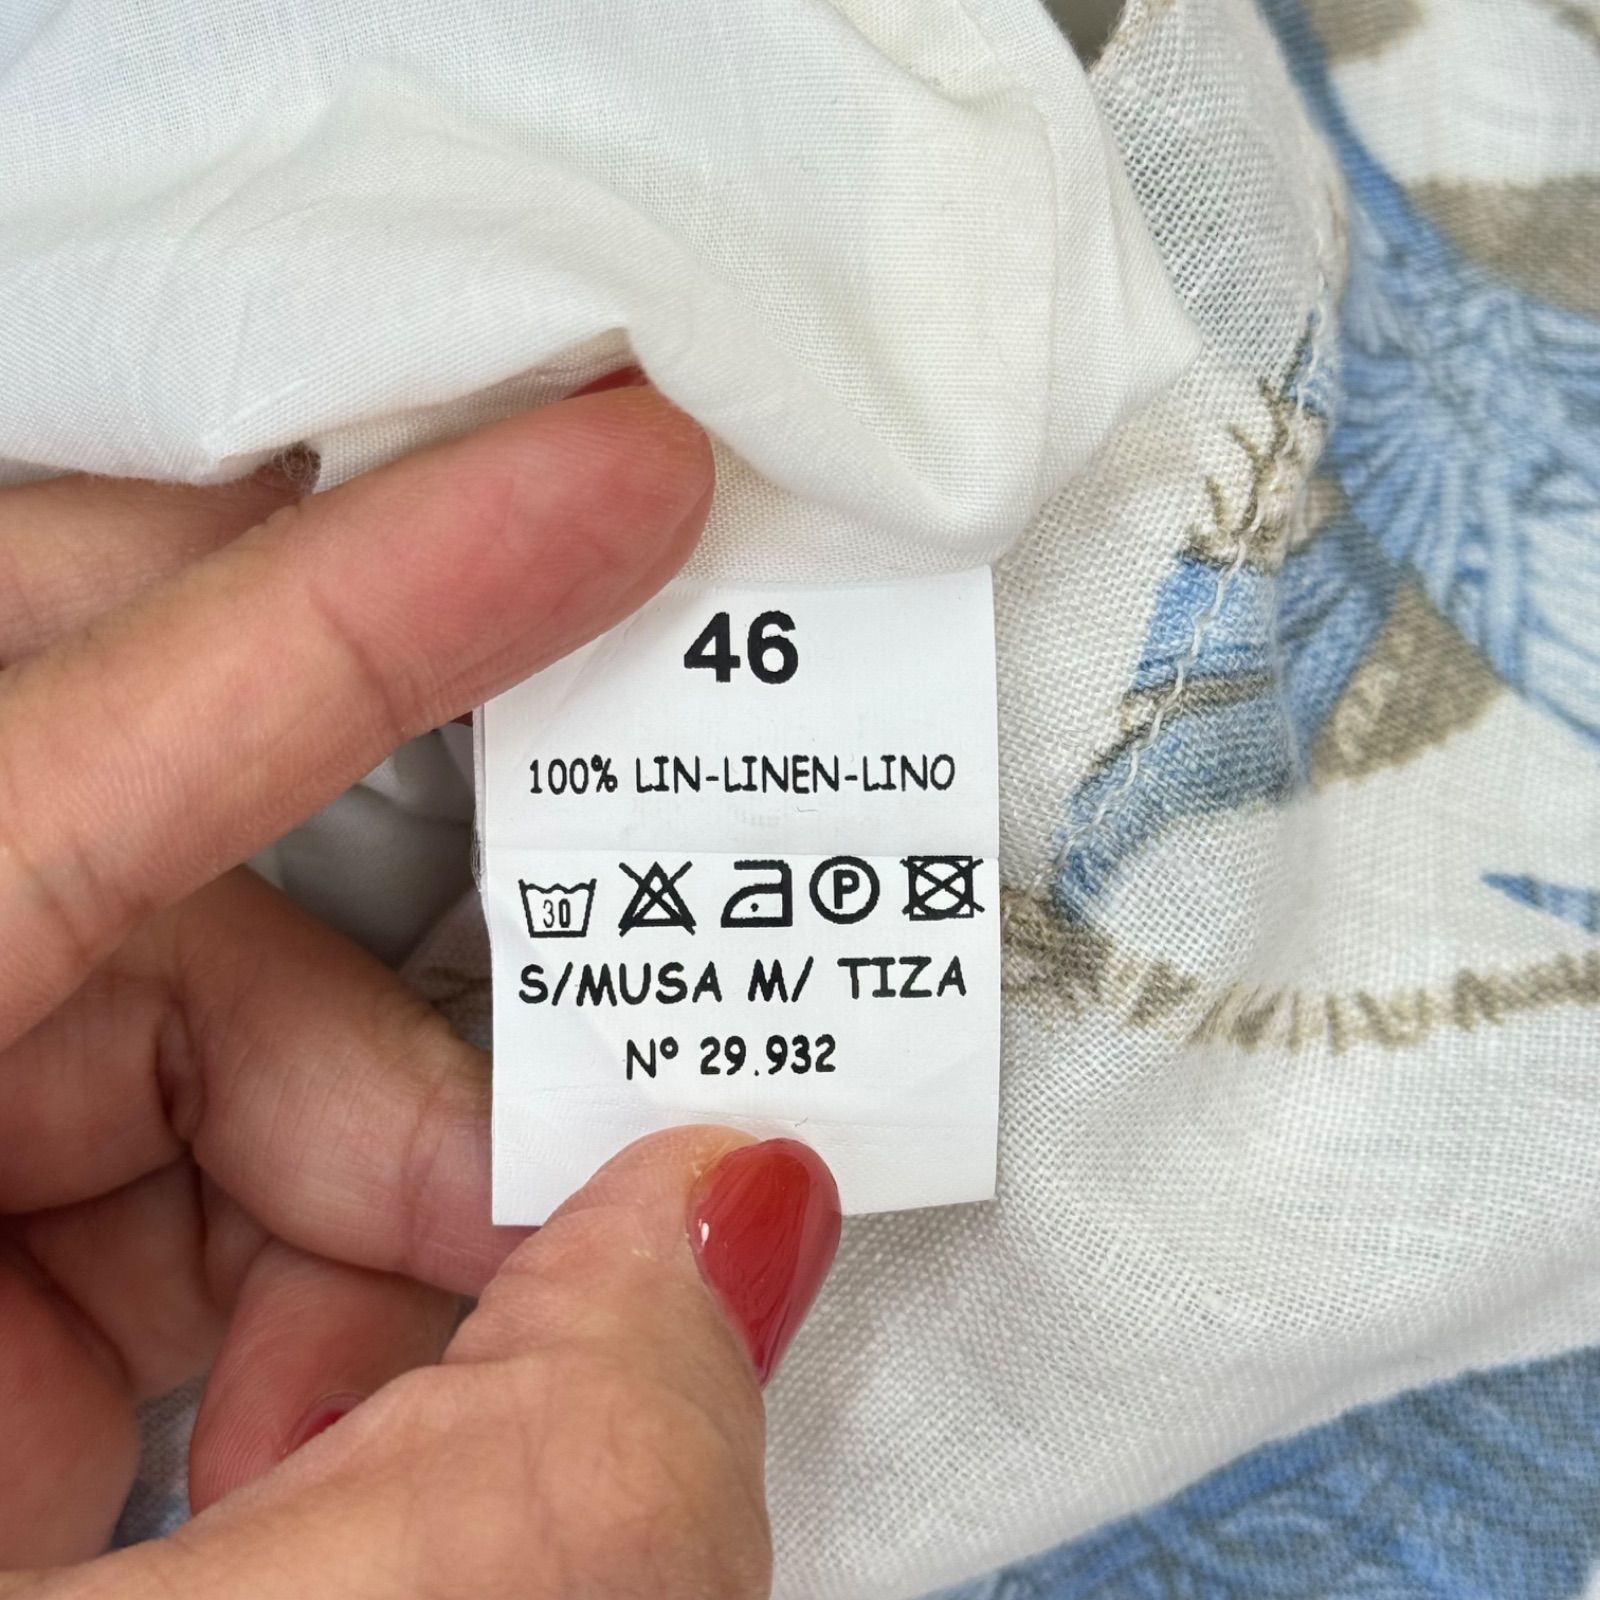 46
100% LIN-LINEN-LINO
30 P
S/MUSA M/ TIZA
Nº 29.932